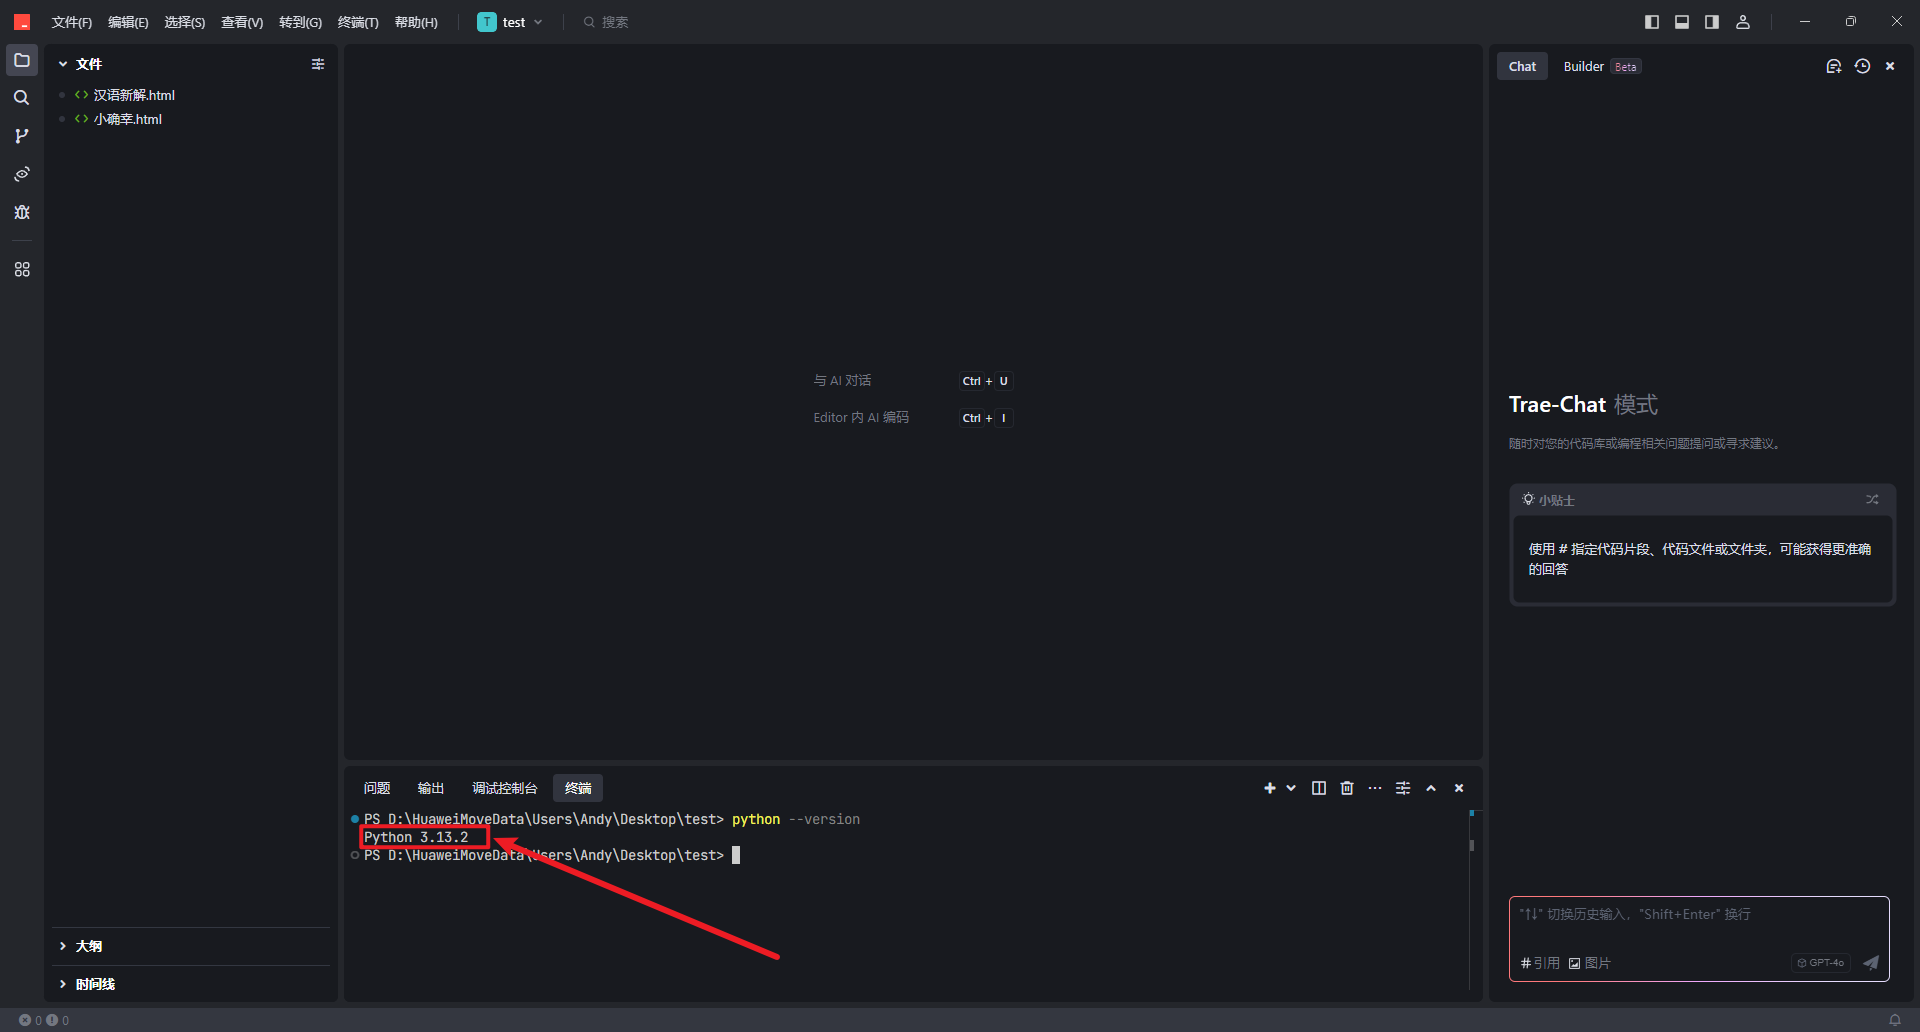 文件(F) 编辑(E) 选择(S) 查看(V) 转到(G) 终端(T) 帮助(H) T test 搜索
文件
汉语新解.html
小确幸.html
大纲
时间线
与 AI 对话 Ctrl + U
Editor 内 AI 编码 Ctrl + I
问题 输出 调试控制台 终端
PS D:\HuaweiMoveData\Users\Andy\Desktop\test> python --version
Python 3.13.2
PS D:\HuaweiMoveData\Users\Andy\Desktop\test>
Chat Builder Beta
Trae-Chat 模式
随时对您的代码库或编程相关问题提问或寻求建议。
小贴士
使用 # 指定代码片段、代码文件或文件夹，可能获得更准确
的回答
"↑↓" 切换历史输入，"Shift+Enter" 换行
#引用 图片 GPT-4o
0 0